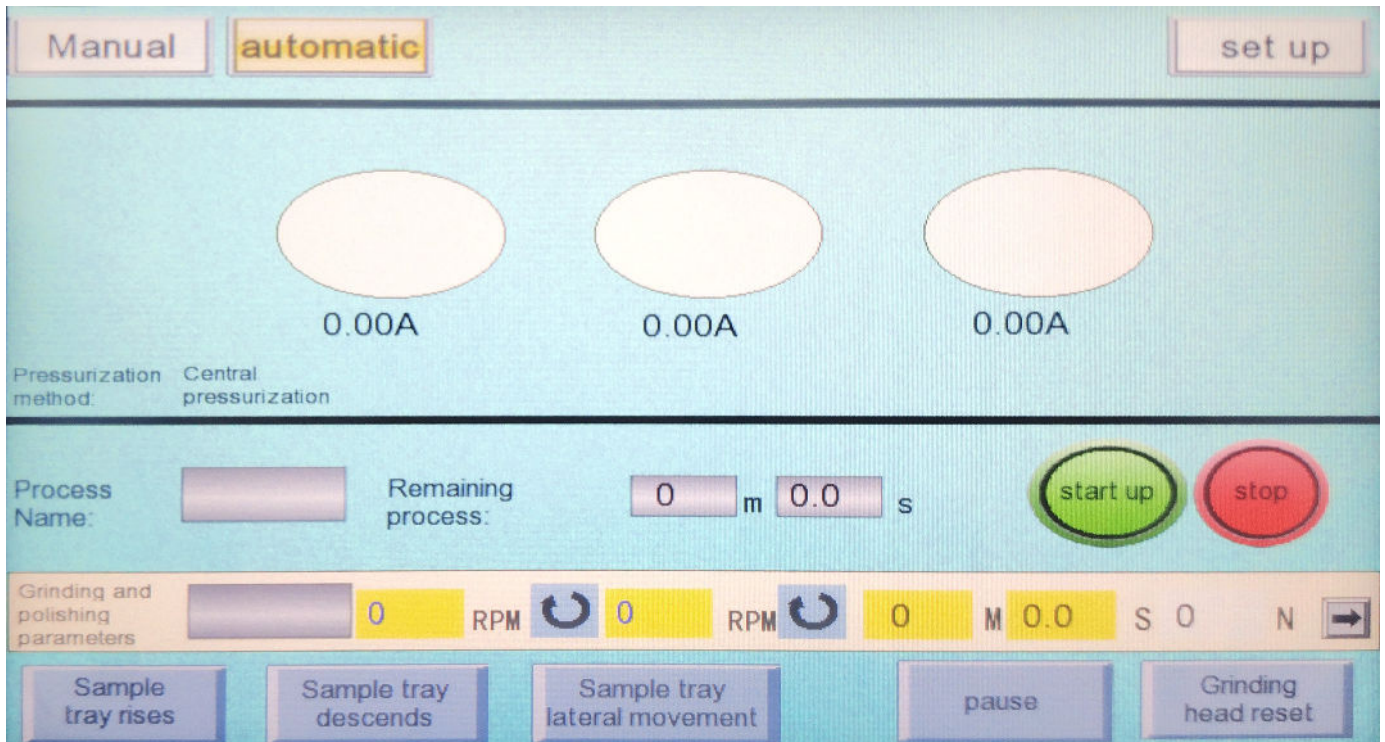 Manual automatic set up
0.00A 0.00A 0.00A
Pressurization Central
method: pressurization
Process Remaining
Name: process: 0 m 0.0 s start up stop
Grinding and
polishing 0 RPM 0 RPM 0 M 0.0 S 0 N
parameters
Sample Sample tray Sample tray pause Grinding
tray rises descends lateral movement head reset